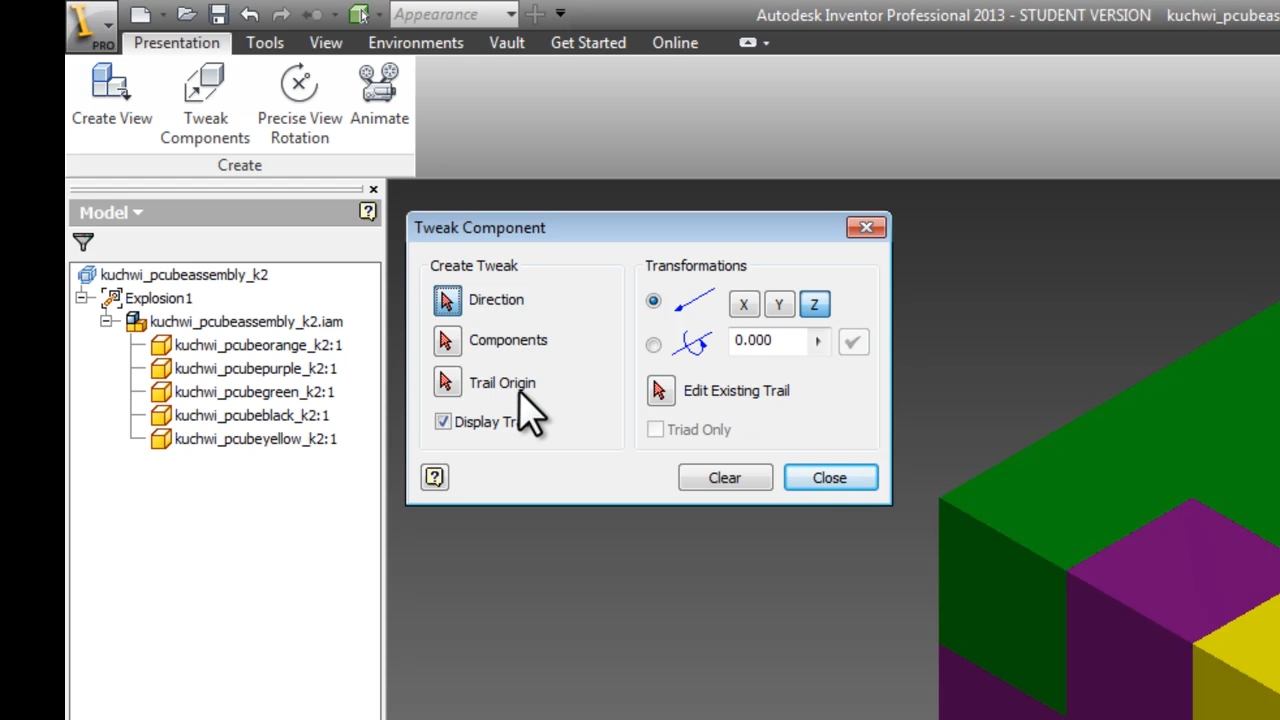 Appearance
Autodesk Inventor Professional 2013 - STUDENT VERSION kuchwi_pcubeas
PRO
Presentation Tools View Environments Vault Get Started Online
Create View
Tweak Components
Precise View Rotation
Animate
Create
Model
kuchwi_pcubeassembly_k2
Explosion1
kuchwi_pcubeassembly_k2.iam
kuchwi_pcubeorange_k2:1
kuchwi_pcubepurple_k2:1
kuchwi_pcubegreen_k2:1
kuchwi_pcubeblack_k2:1
kuchwi_pcubeyellow_k2:1
Tweak Component
Create Tweak
Direction
Components
Trail Origin
Display
Transformations
X Y Z
0.000
Edit Existing Trail
Triad Only
Clear
Close